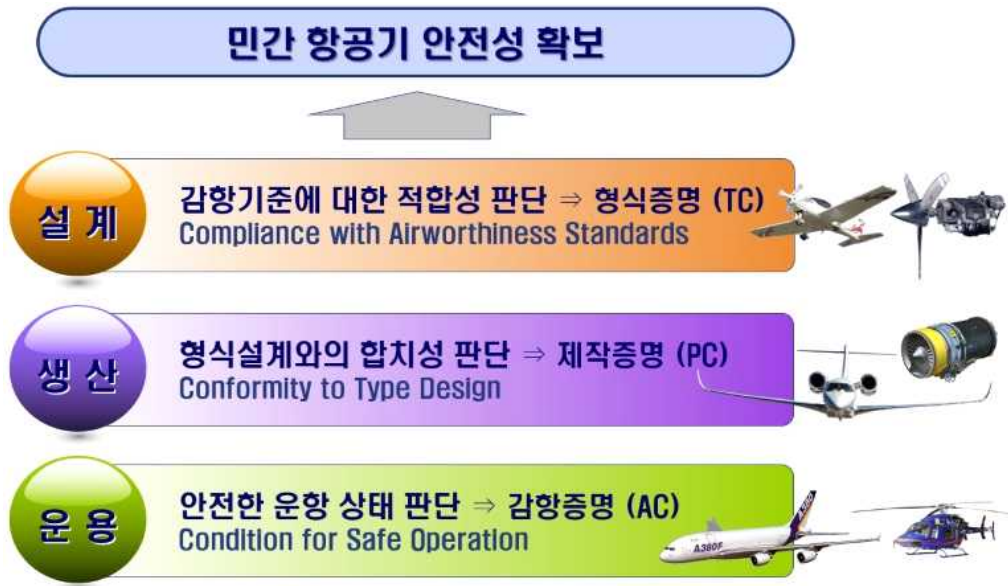 민간 항공기 안전성 확보
설 계
감항기준에 대한 적합성 판단 ⇒ 형식증명 (TC)
Compliance with Airworthiness Standards
생 산
형식설계와의 합치성 판단 ⇒ 제작증명 (PC)
Conformity to Type Design
운 용
안전한 운항 상태 판단 ⇒ 감항증명 (AC)
Condition for Safe Operation
A380F
A380